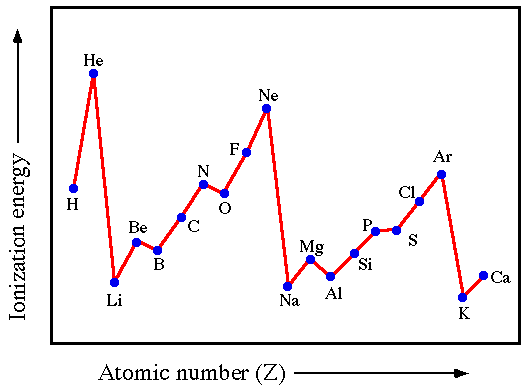 He
Ne
Ar
N
F
Cl
H
O
Be
C
P
S
B
Mg
Si
Ca
Li
Na
Al
K
Ionization energy
Atomic number (Z)